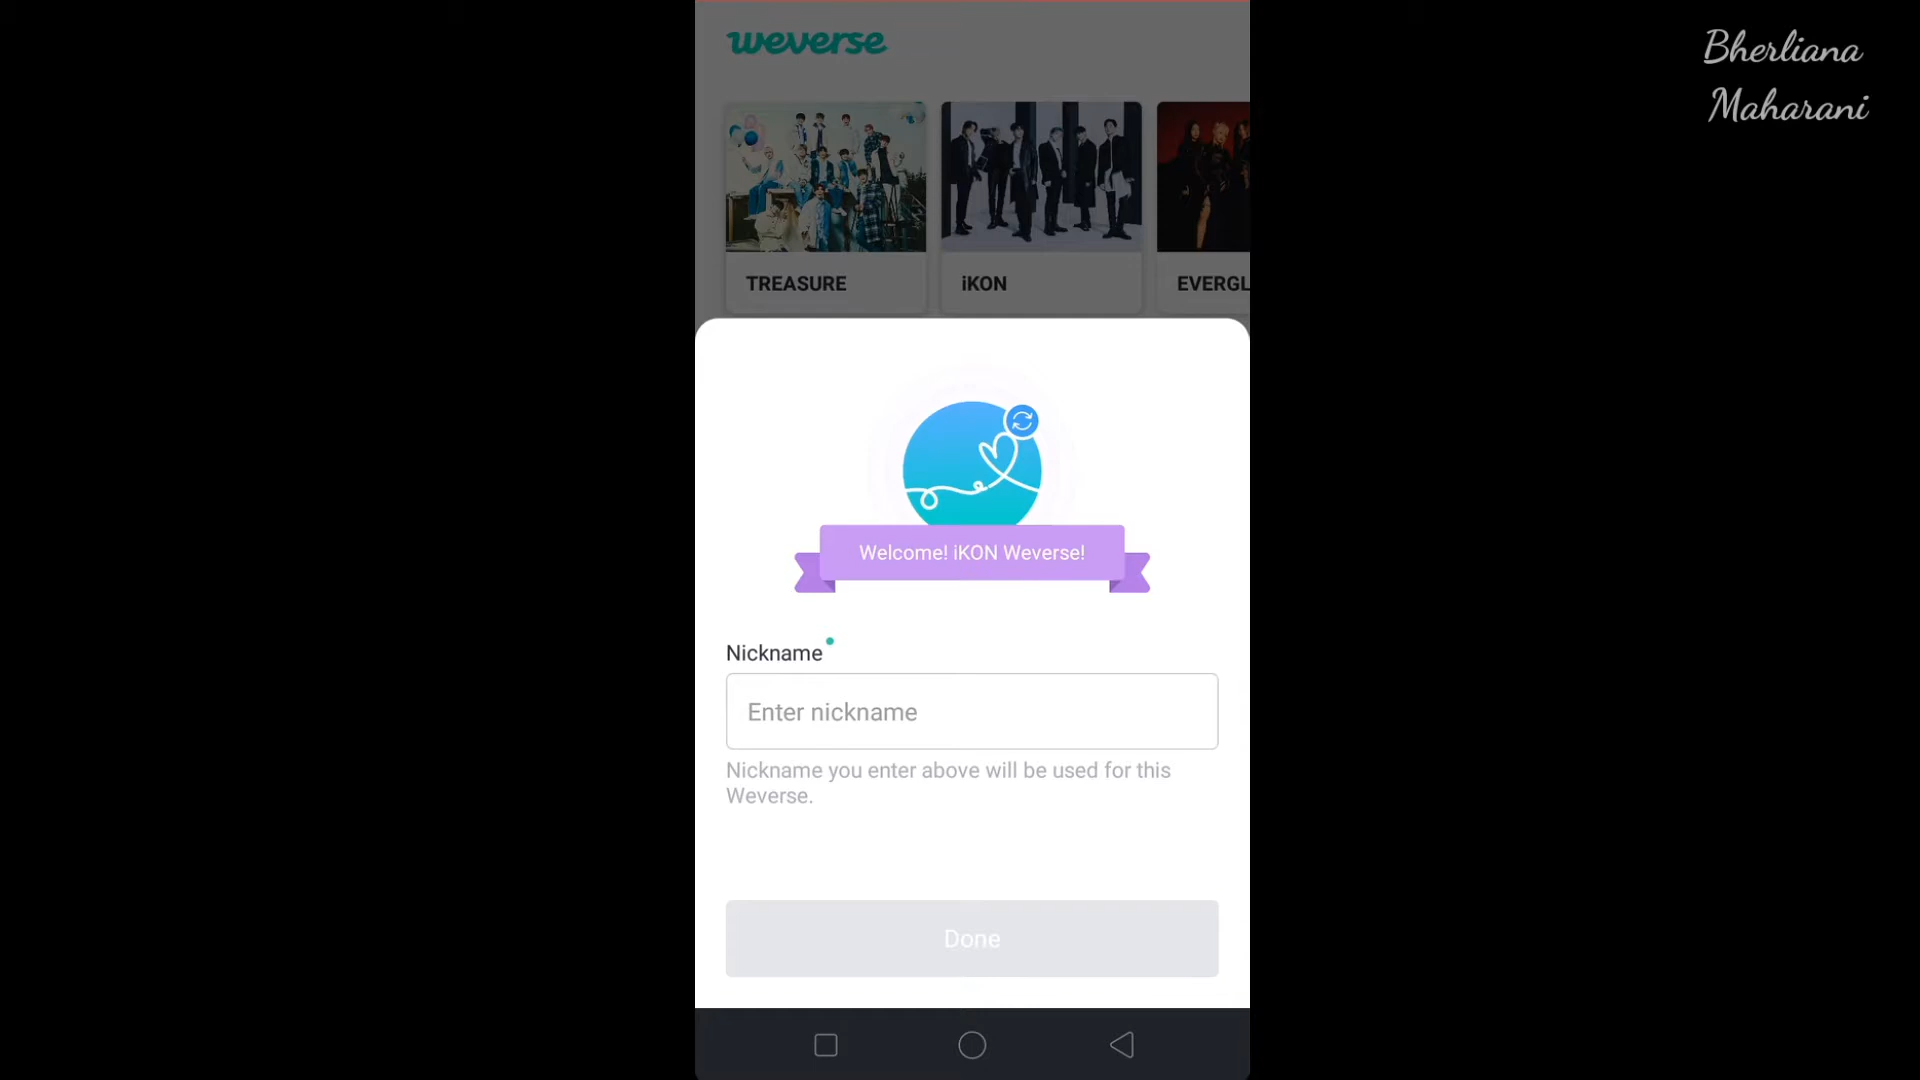 weverse
Bherliana
Maharani
TREASURE
iKON
EVERGL
Welcome! iKON Weverse!
Nickname
Enter nickname
Nickname you enter above will be used for this
Weverse.
Done